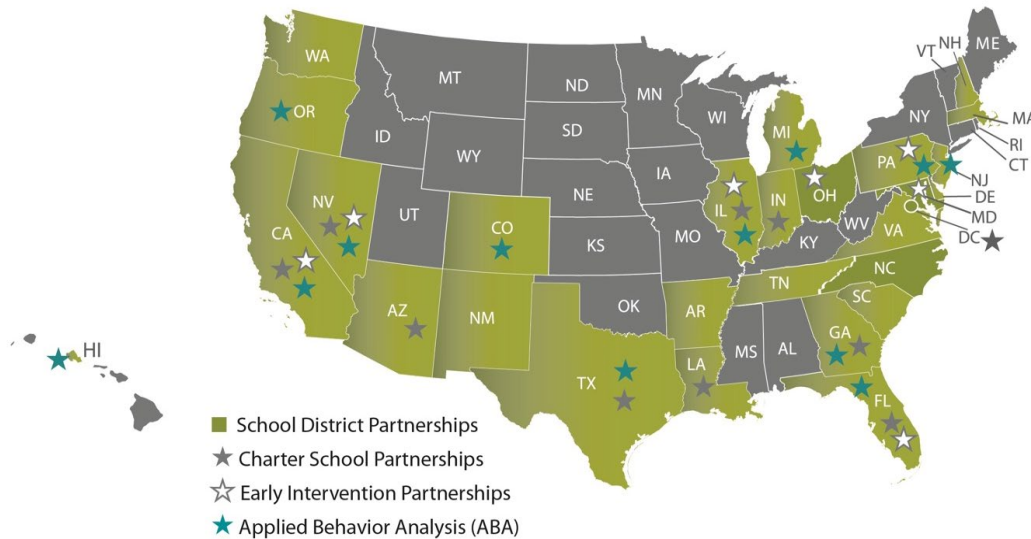 ME
NH
VT
WA
MT
ND
MN
OR
ID
SD
WI
MI
NY
MA
RI
CT
WY
IA
PA
NJ
NE
IL
IN
OH
DE
MD
NV
UT
CO
CA
KS
MO
KY
WV
VA
DC
NC
TN
AZ
NM
OK
AR
SC
MS
AL
GA
TX
LA
FL
HI
School District Partnerships
Charter School Partnerships
Early Intervention Partnerships
Applied Behavior Analysis (ABA)